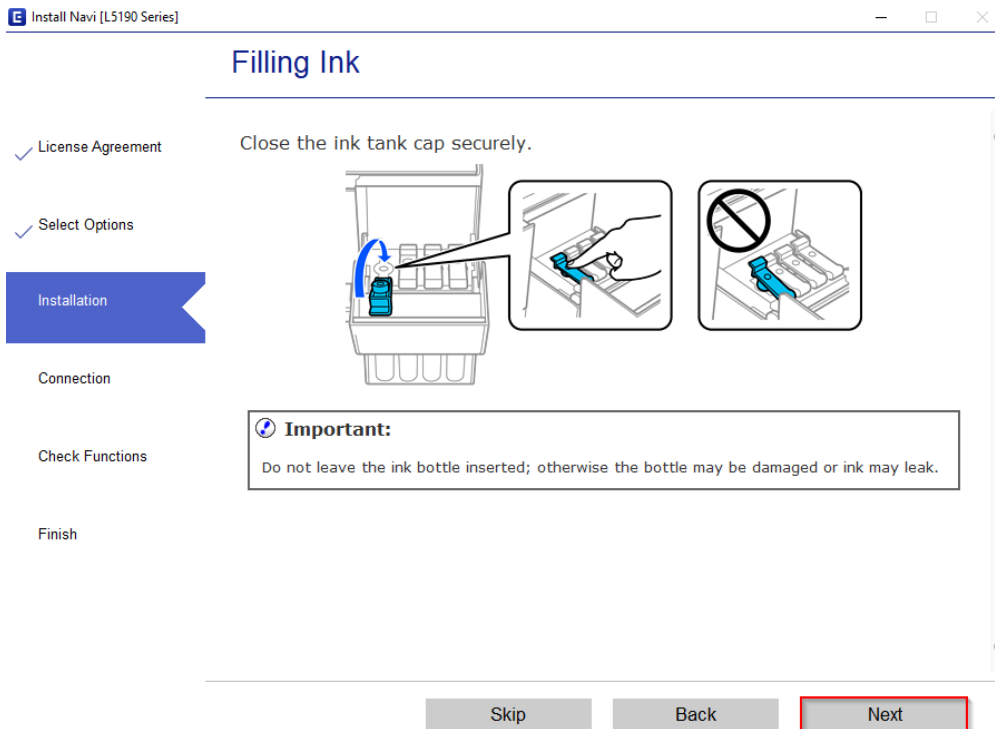 Install Navi [L5190 Series]
Filling Ink
License Agreement
Select Options
Installation
Connection
Check Functions
Finish
Close the ink tank cap securely.
Important:
Do not leave the ink bottle inserted; otherwise the bottle may be damaged or ink may leak.
Skip
Back
Next